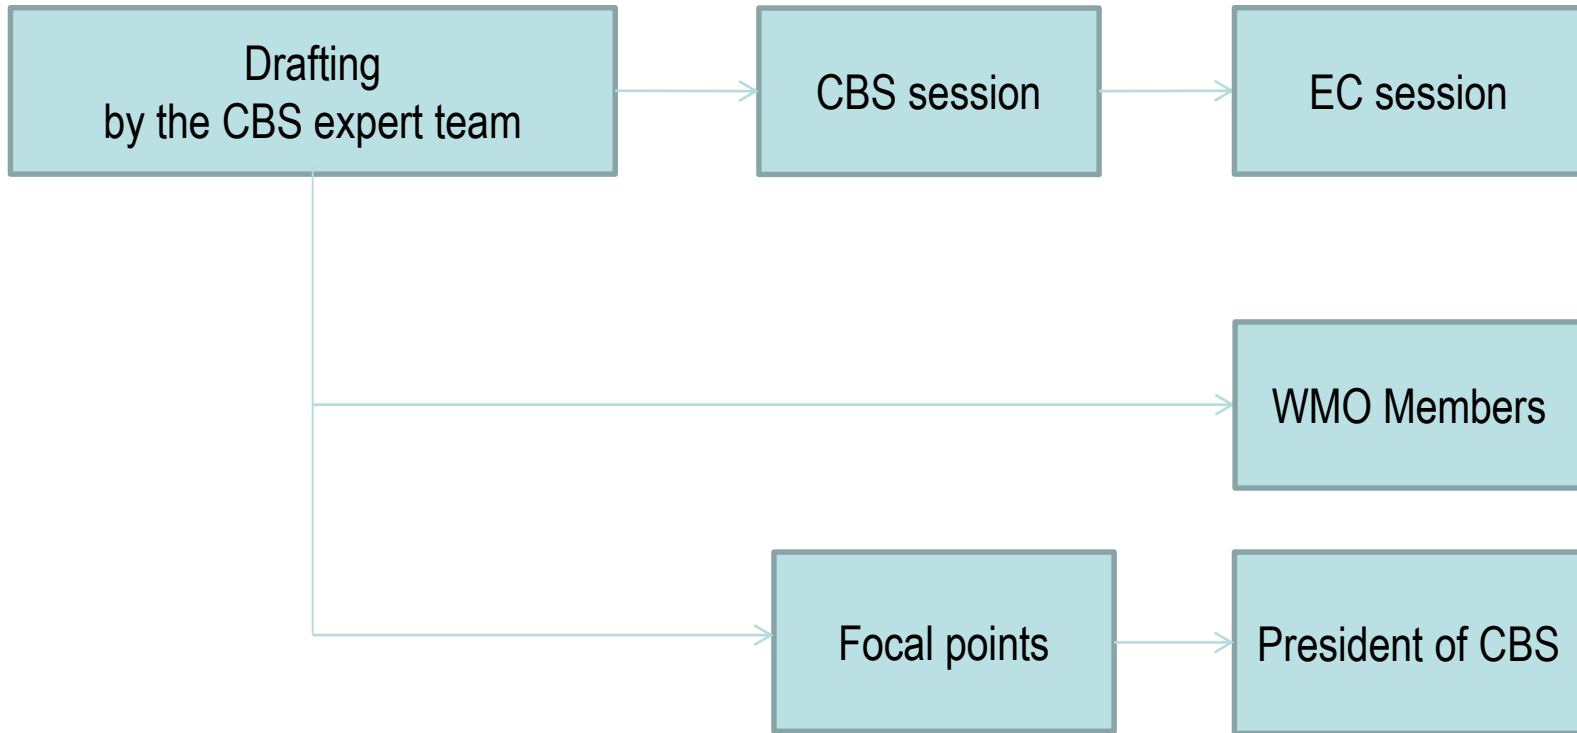 Drafting
by the CBS expert team
CBS session
EC session
WMO Members
Focal points
President of CBS